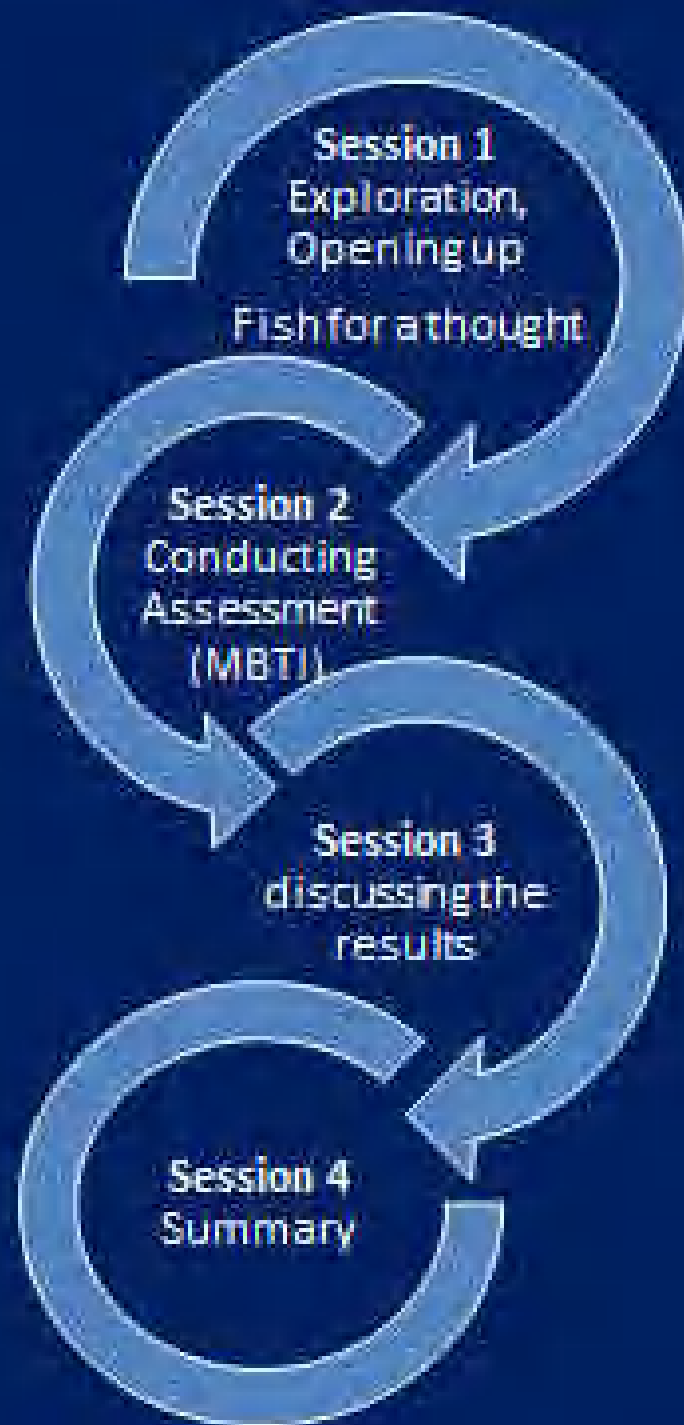 Session 1
Exploration,
Opening up
Fish for a thought
Session 2
Conducting
Assessment
(MBTI)
Session 3
discussing the
results
Session 4
Summary